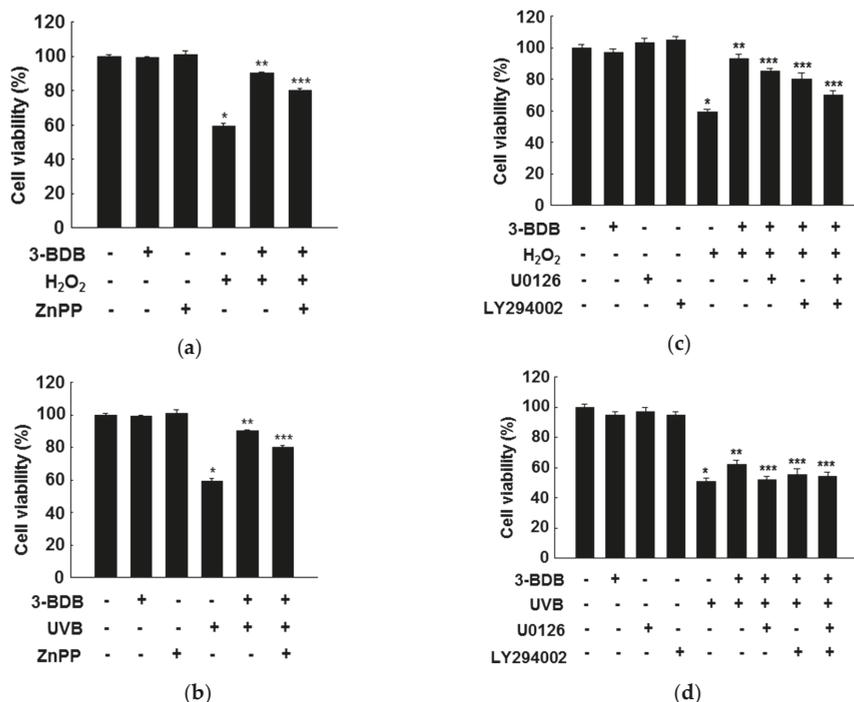 120
100
80
60
40
20
0
Cell viability (%)
* ** ***
3-BDB - + - - + +
H₂O₂ - - - + + +
ZnPP - - + - - +
(a)
120
100
80
60
40
20
0
Cell viability (%)
* ** *** *** ***
3-BDB - + - - - + + + +
H₂O₂ - - - - + + + + +
U0126 - - + - - - + - +
LY294002 - - - + - - - + +
(c)
120
100
80
60
40
20
0
Cell viability (%)
* ** ***
3-BDB - + - - + +
UVB - - - + + +
ZnPP - - + - - +
(b)
120
100
80
60
40
20
0
Cell viability (%)
* ** *** *** ***
3-BDB - + - - - + + + +
UVB - - - - + + + + +
U0126 - - + - - - + - +
LY294002 - - - + - - - + +
(d)